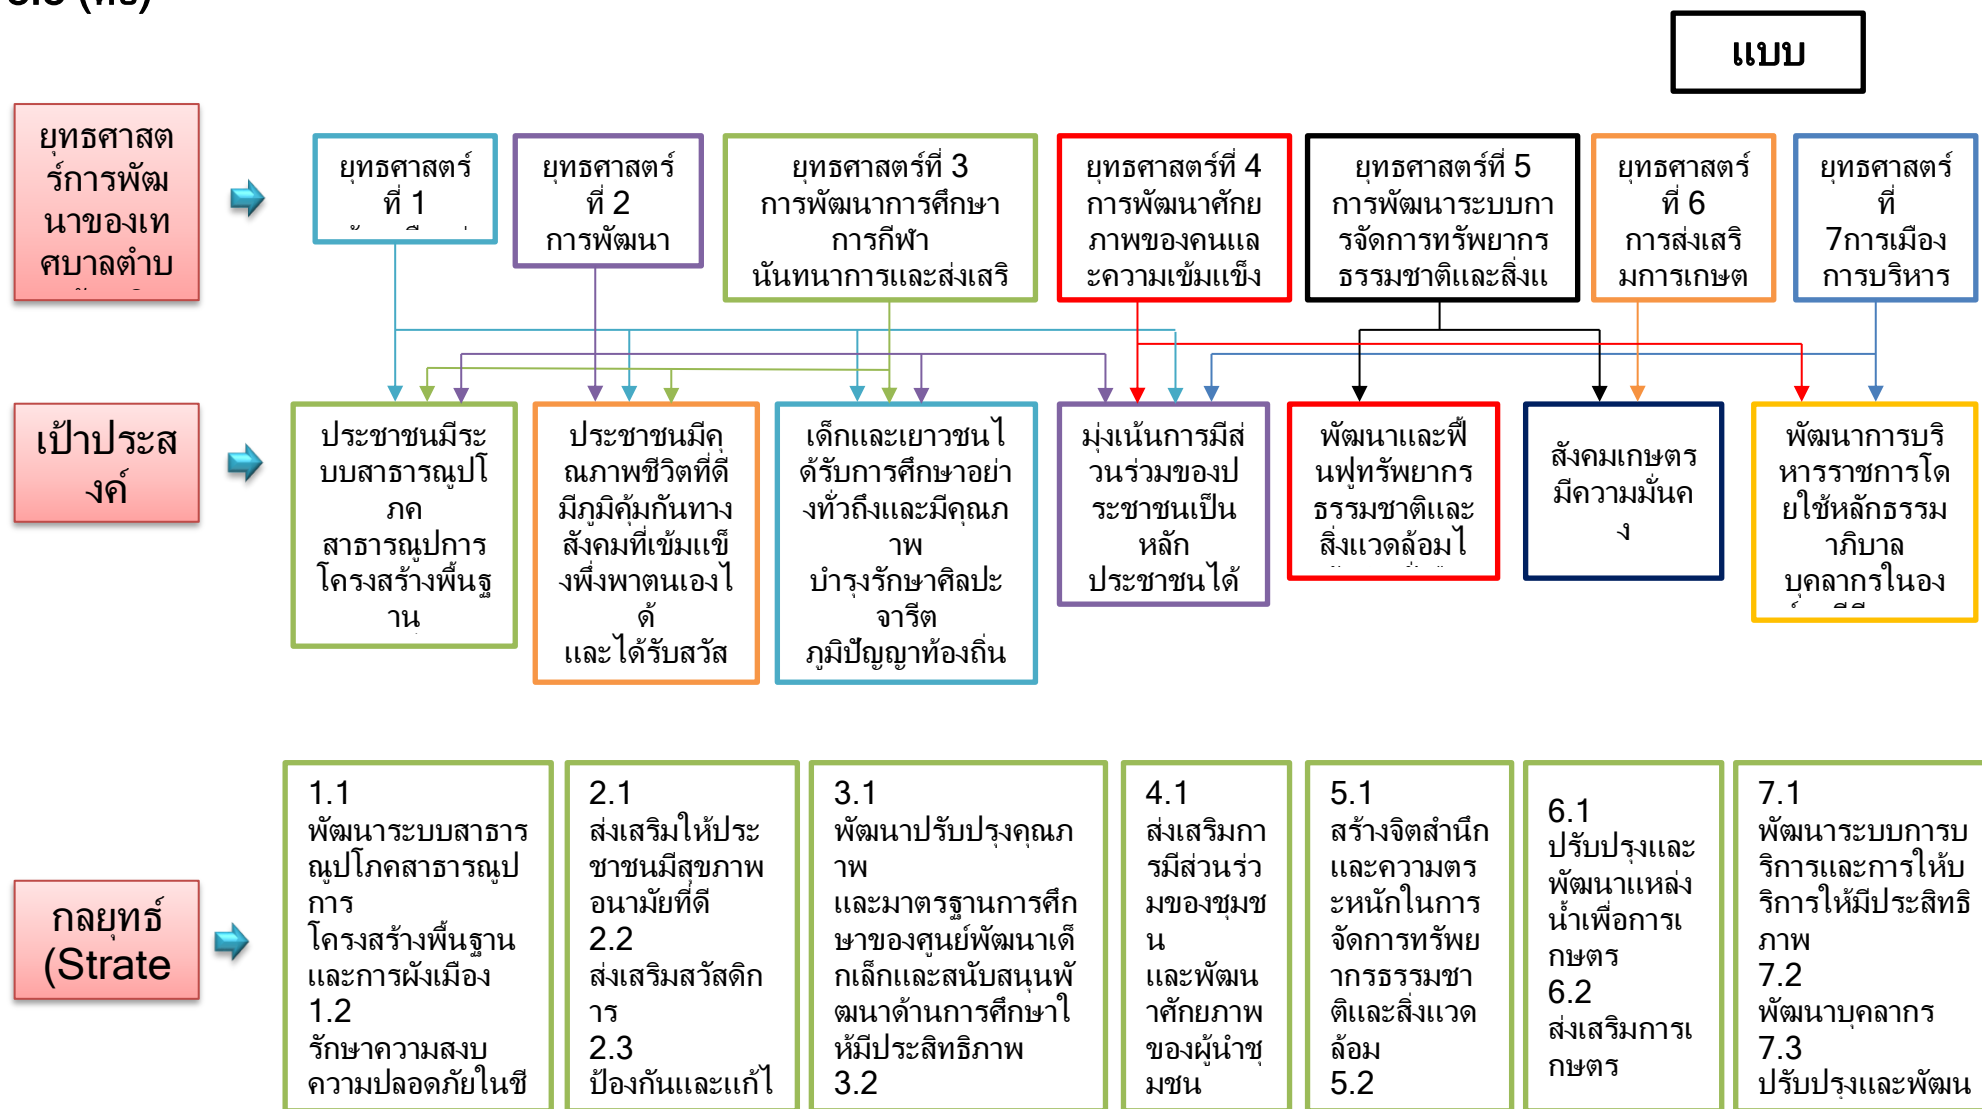 แบบ
ยุทธศาสต
ร์การพัฒ
นาของเท
ศบาลตำบ
ยุทธศาสตร์
ที่ 1
ยุทธศาสตร์
ที่ 2
การพัฒนา
ยุทธศาสตร์ที่ 3
การพัฒนาการศึกษา
การกีฬา
นันทนาการและส่งเสริ
ยุทธศาสตร์ที่ 4
การพัฒนาศักย
ภาพของคนแล
ะความเข้มแข็ง
ยุทธศาสตร์ที่ 5
การพัฒนาระบบกา
รจัดการทรัพยากร
ธรรมชาติและสิ่งแ
ยุทธศาสตร์
ที่ 6
การส่งเสริ
มการเกษต
ยุทธศาสตร์
ที่
7การเมือง
การบริหาร
เป้าประส
งค์
ประชาชนมีระ
บบสาธารณูปโ
ภค
สาธารณูปการ
โครงสร้างพื้นฐ
าน
ประชาชนมีคุ
ณภาพชีวิตที่ดี
มีภูมิคุ้มกันทาง
สังคมที่เข้มแข็
งพึ่งพาตนเองไ
ด้
และได้รับสวัส
เด็กและเยาวชนไ
ด้รับการศึกษาอย่า
งทั่วถึงและมีคุณภ
าพ
บำรุงรักษาศิลปะ
จารีต
ภูมิปัญญาท้องถิ่น
มุ่งเน้นการมีส่
วนร่วมของป
ระชาชนเป็น
หลัก
ประชาชนได้
พัฒนาและฟื้
นฟูทรัพยากร
ธรรมชาติและ
สิ่งแวดล้อมไ
สังคมเกษตร
มีความมั่นค
ง
พัฒนาการบริ
หารราชการโด
ยใช้หลักธรรม
าภิบาล
บุคลากรในอง
กลยุทธ์
(Strate
1.1
พัฒนาระบบสาธาร
ณูปโภคสาธารณูป
การ
โครงสร้างพื้นฐาน
และการผังเมือง
1.2
รักษาความสงบ
ความปลอดภัยในชี
2.1
ส่งเสริมให้ประ
ชาชนมีสุขภาพ
อนามัยที่ดี
2.2
ส่งเสริมสวัสดิก
าร
2.3
ป้องกันและแก้ไ
3.1
พัฒนาปรับปรุงคุณภ
าพ
และมาตรฐานการศึก
ษาของศูนย์พัฒนาเด็
กเล็กและสนับสนุนพั
ฒนาด้านการศึกษาใ
ห้มีประสิทธิภาพ
3.2
4.1
ส่งเสริมกา
รมีส่วนร่ว
มของชุมช
น
และพัฒน
าศักยภาพ
ของผู้นำชุ
มชน
5.1
สร้างจิตสำนึก
และความตร
ะหนักในการ
จัดการทรัพย
ากรธรรมชา
ติและสิ่งแวด
ล้อม
5.2
6.1
ปรับปรุงและ
พัฒนาแหล่ง
น้ำเพื่อการเ
กษตร
6.2
ส่งเสริมการเ
กษตร
7.1
พัฒนาระบบการบ
ริการและการให้บ
ริการให้มีประสิทธิ
ภาพ
7.2
พัฒนาบุคลากร
7.3
ปรับปรุงและพัฒน